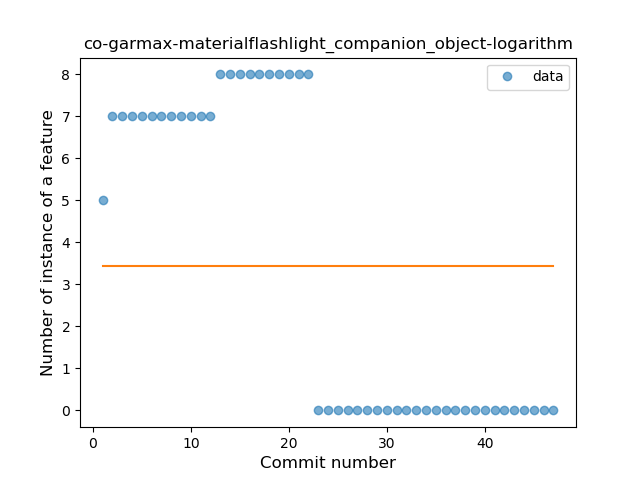 co-garmax-materialflashlight_companion_object-logarithm
data
8
7
6
5
4
3
2
1
0
Number of instance of a feature
0 10 20 30 40
Commit number